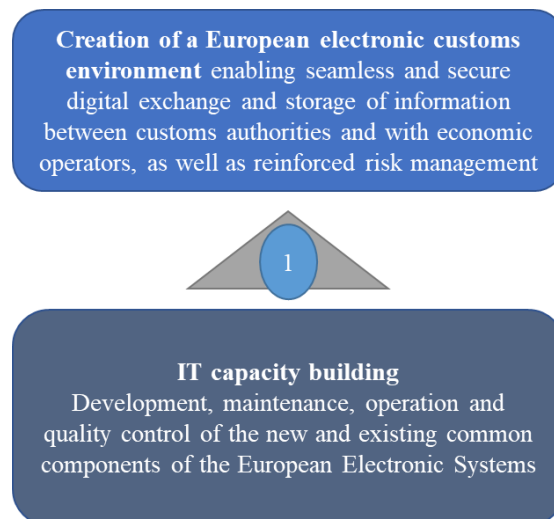 Creation of a European electronic customs
environment enabling seamless and secure
digital exchange and storage of information
between customs authorities and with economic
operators, as well as reinforced risk management
1
IT capacity building
Development, maintenance, operation and
quality control of the new and existing common
components of the European Electronic Systems